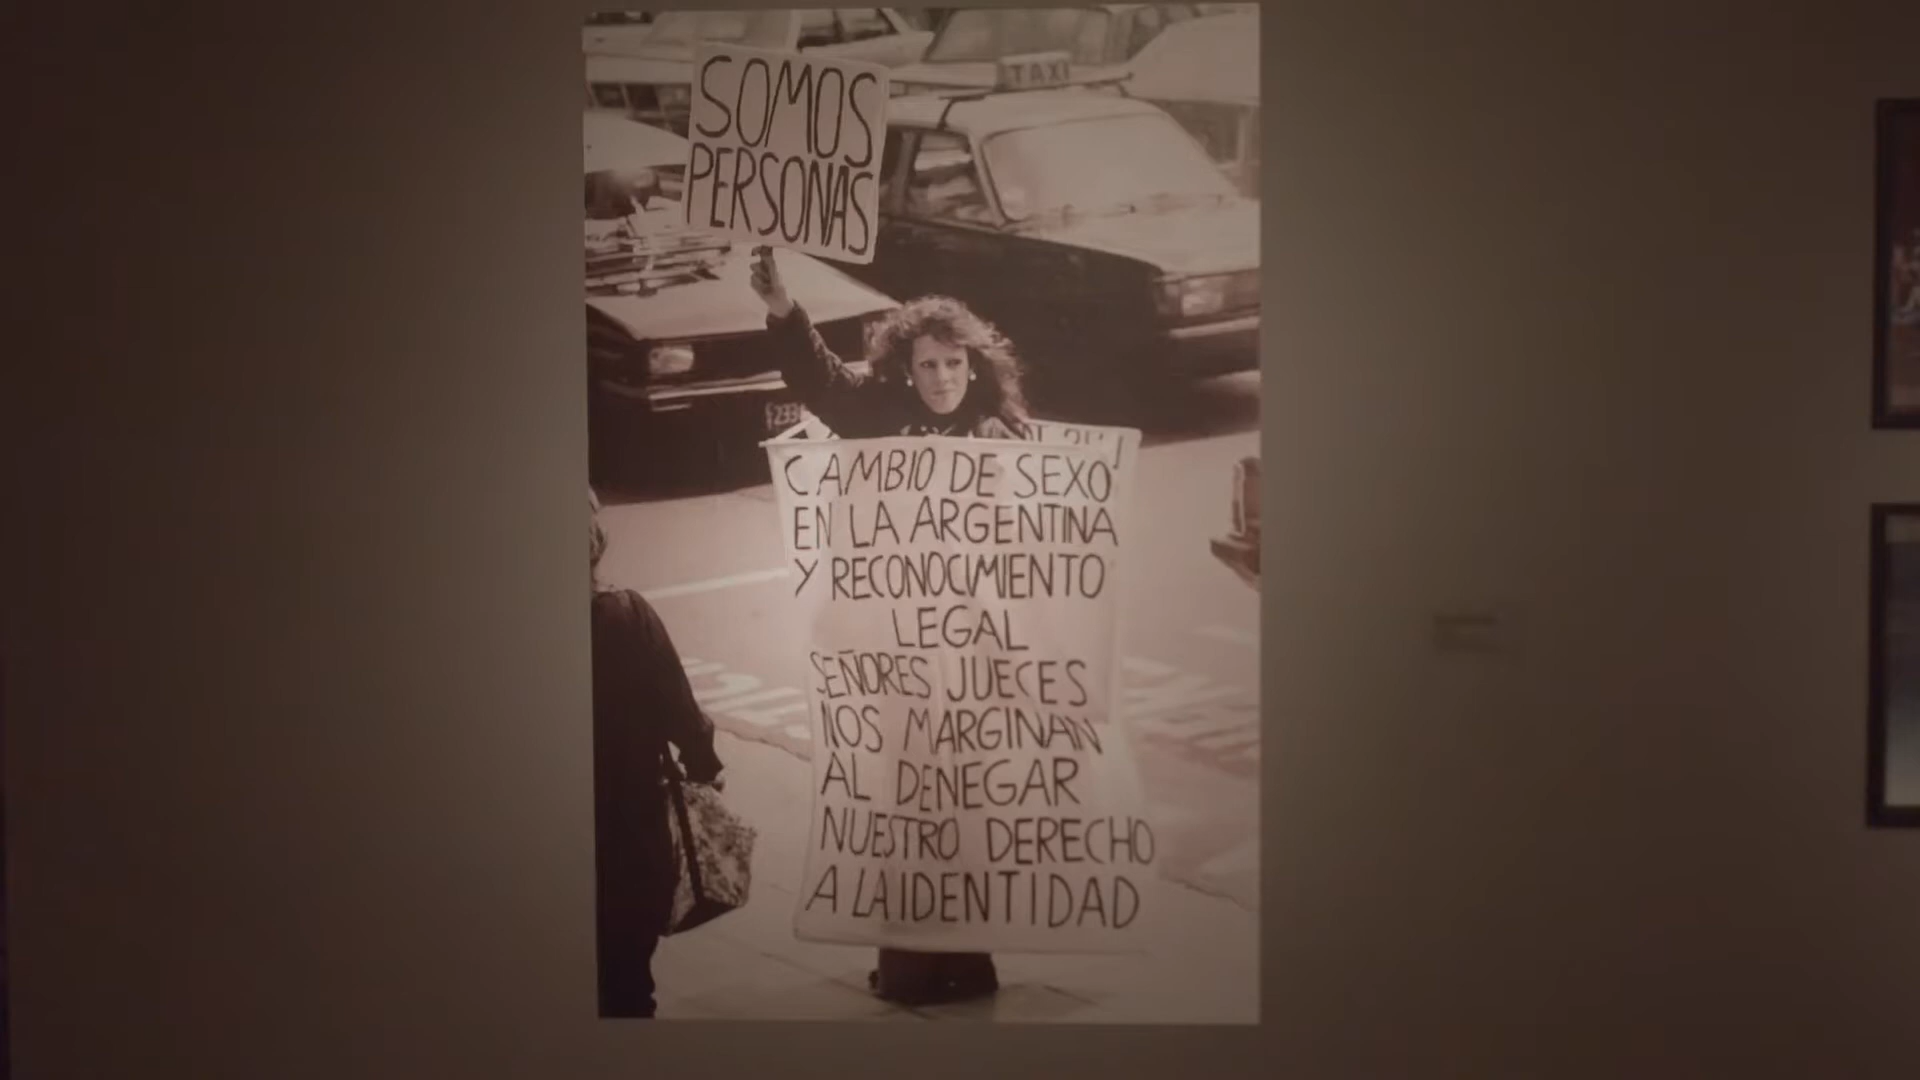 TAXI
SOMOS
PERSONAS
CAMBIO DE SEXO
EN LA ARGENTINA
Y RECONOCIMIENTO
LEGAL
SEÑORES JUECES
NOS MARGINAN
AL DENEGAR
NUESTRO DERECHO
A LA IDENTIDAD